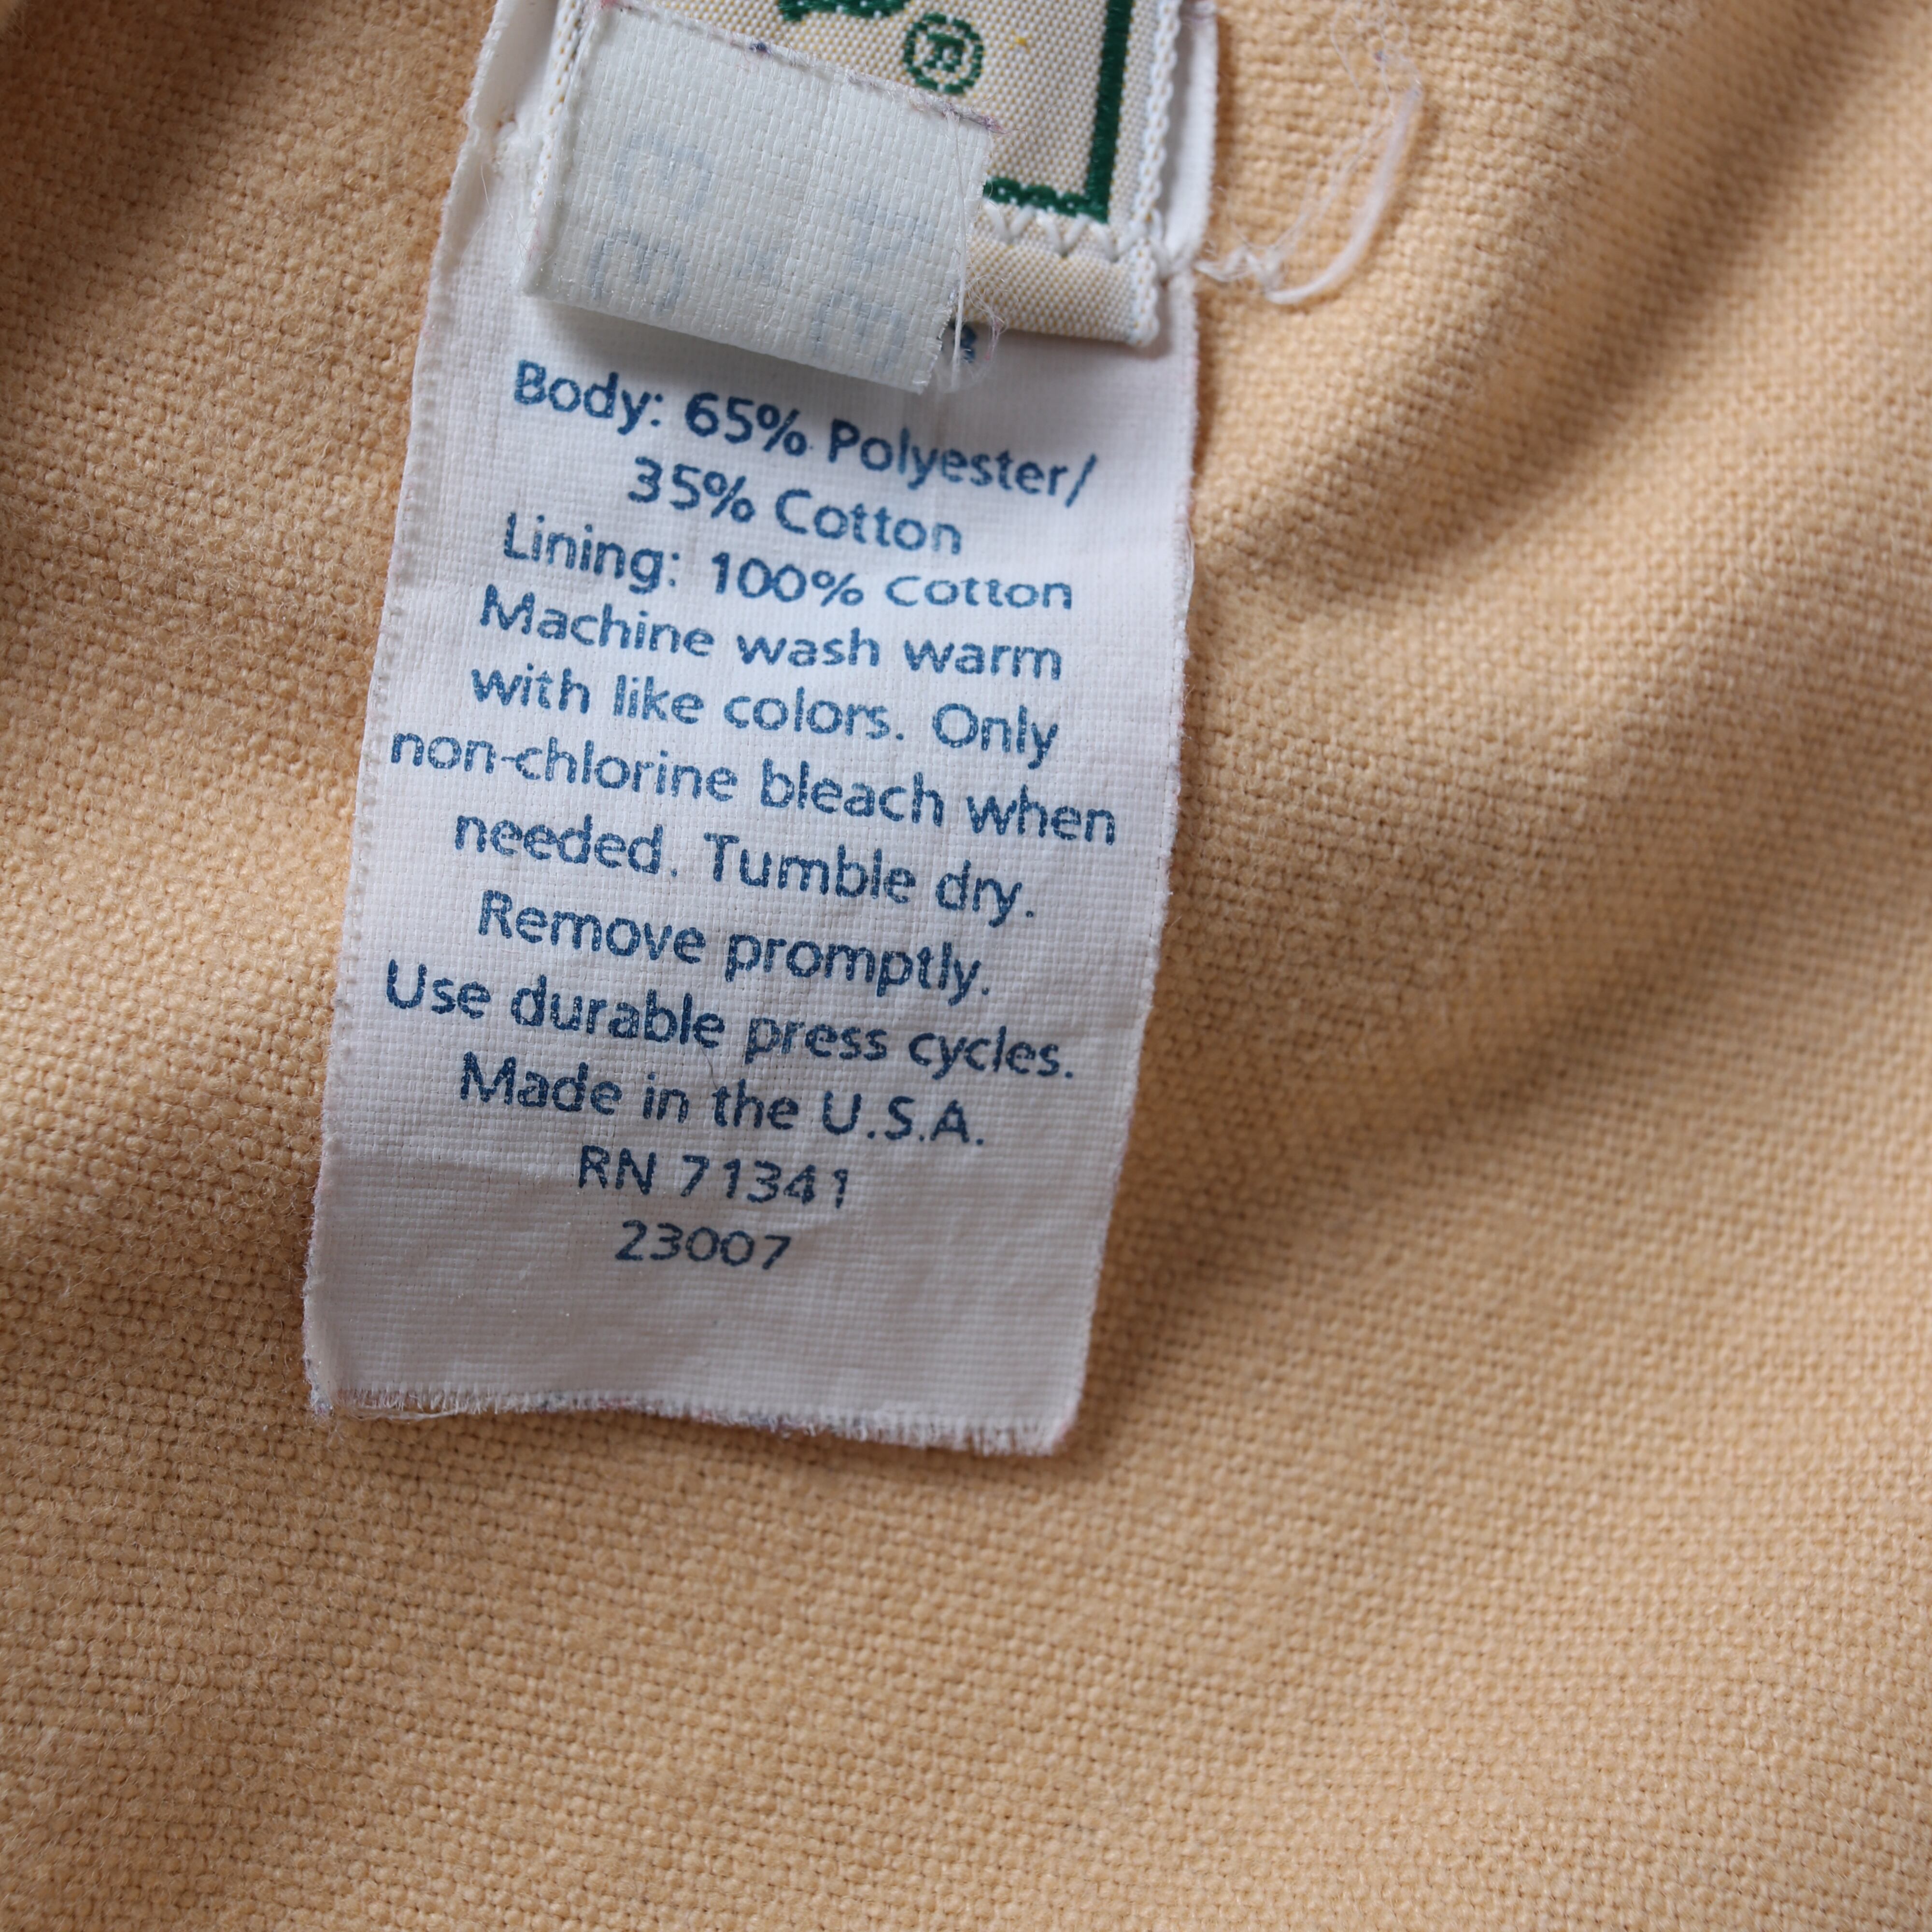 ®
Body: 65% Polyester/
35% Cotton
Lining: 100% Cotton
Machine wash warm
with like colors. Only
non-chlorine bleach when
needed. Tumble dry.
Remove promptly.
Use durable press cycles.
Made in the U.S.A.
RN 71341
23007